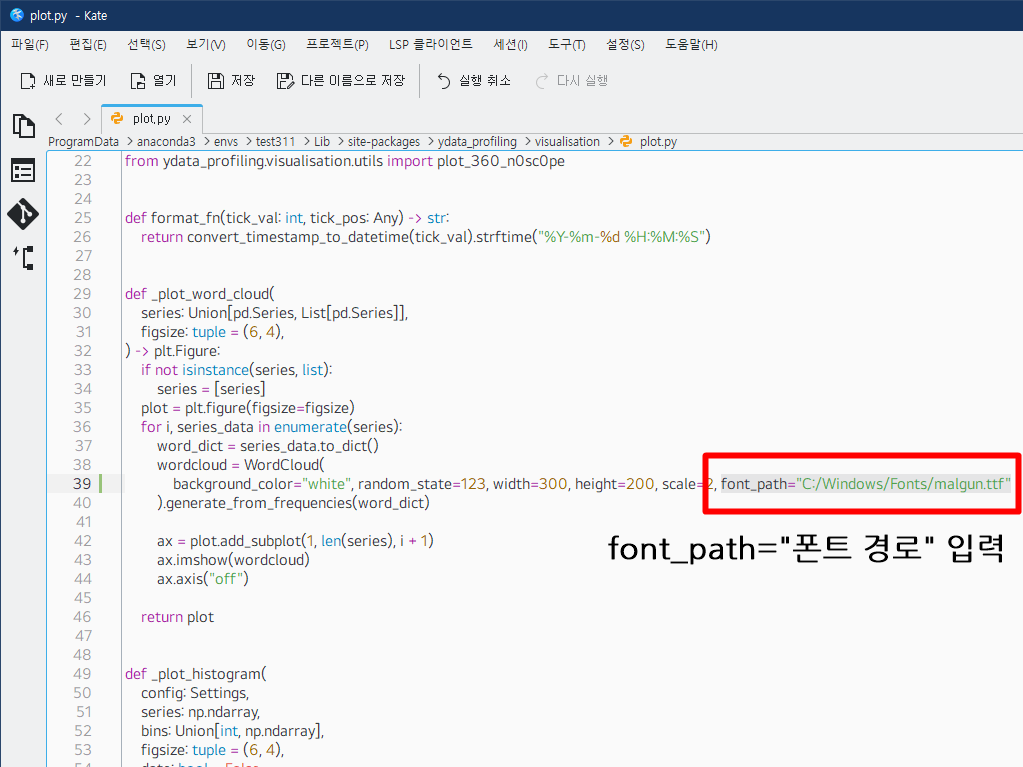 plot.py - Kate
파일(F) 편집(E) 선택(S) 보기(V) 이동(G) 프로젝트(P) LSP 클라이언트 세션(I) 도구(T) 설정(S) 도움말(H)
새로 만들기 열기 저장 다른 이름으로 저장 실행 취소 다시 실행
plot.py
ProgramData > anaconda3 > envs > test311 > Lib > site-packages > ydata_profiling > visualisation > plot.py
22 from ydata_profiling.visualisation.utils import plot_360_n0sc0pe
23
24
25 def format_fn(tick_val: int, tick_pos: Any) -> str:
26 return convert_timestamp_to_datetime(tick_val).strftime("%Y-%m-%d %H:%M:%S")
27
28
29 def _plot_word_cloud(
30 series: Union[pd.Series, List[pd.Series]],
31 figsize: tuple = (6, 4),
32 ) -> plt.Figure:
33 if not isinstance(series, list):
34 series = [series]
35 plot = plt.figure(figsize=figsize)
36 for i, series_data in enumerate(series):
37 word_dict = series_data.to_dict()
38 wordcloud = WordCloud(
39 background_color="white", random_state=123, width=300, height=200, scale=2, font_path="C:/Windows/Fonts/malgun.ttf"
40 ).generate_from_frequencies(word_dict)
41
42 ax = plot.add_subplot(1, len(series), i + 1)
43 ax.imshow(wordcloud)
44 ax.axis("off")
45
46 return plot
47
48
49 def _plot_histogram(
50 config: Settings,
51 series: np.ndarray,
52 bins: Union[int, np.ndarray],
53 figsize: tuple = (6, 4),
font_path="폰트 경로" 입력